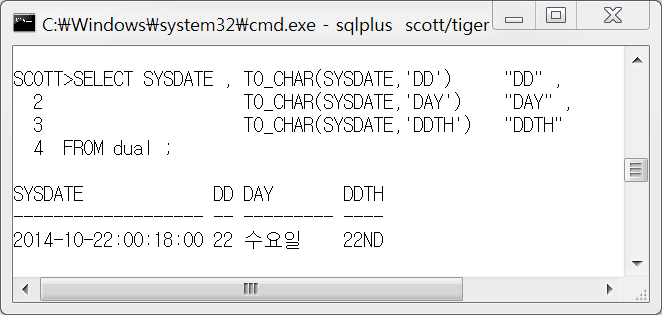 C:₩Windows₩system32₩cmd.exe - sqlplus  scott/tiger
SCOTT>SELECT SYSDATE , TO_CHAR(SYSDATE,'DD')     "DD" ,
  2                    TO_CHAR(SYSDATE,'DAY')    "DAY" ,
  3                    TO_CHAR(SYSDATE,'DDTH')   "DDTH"
  4  FROM dual ;
SYSDATE             DD DAY       DDTH
------------------- -- --------- ----
2014-10-22:00:18:00 22 수요일    22ND